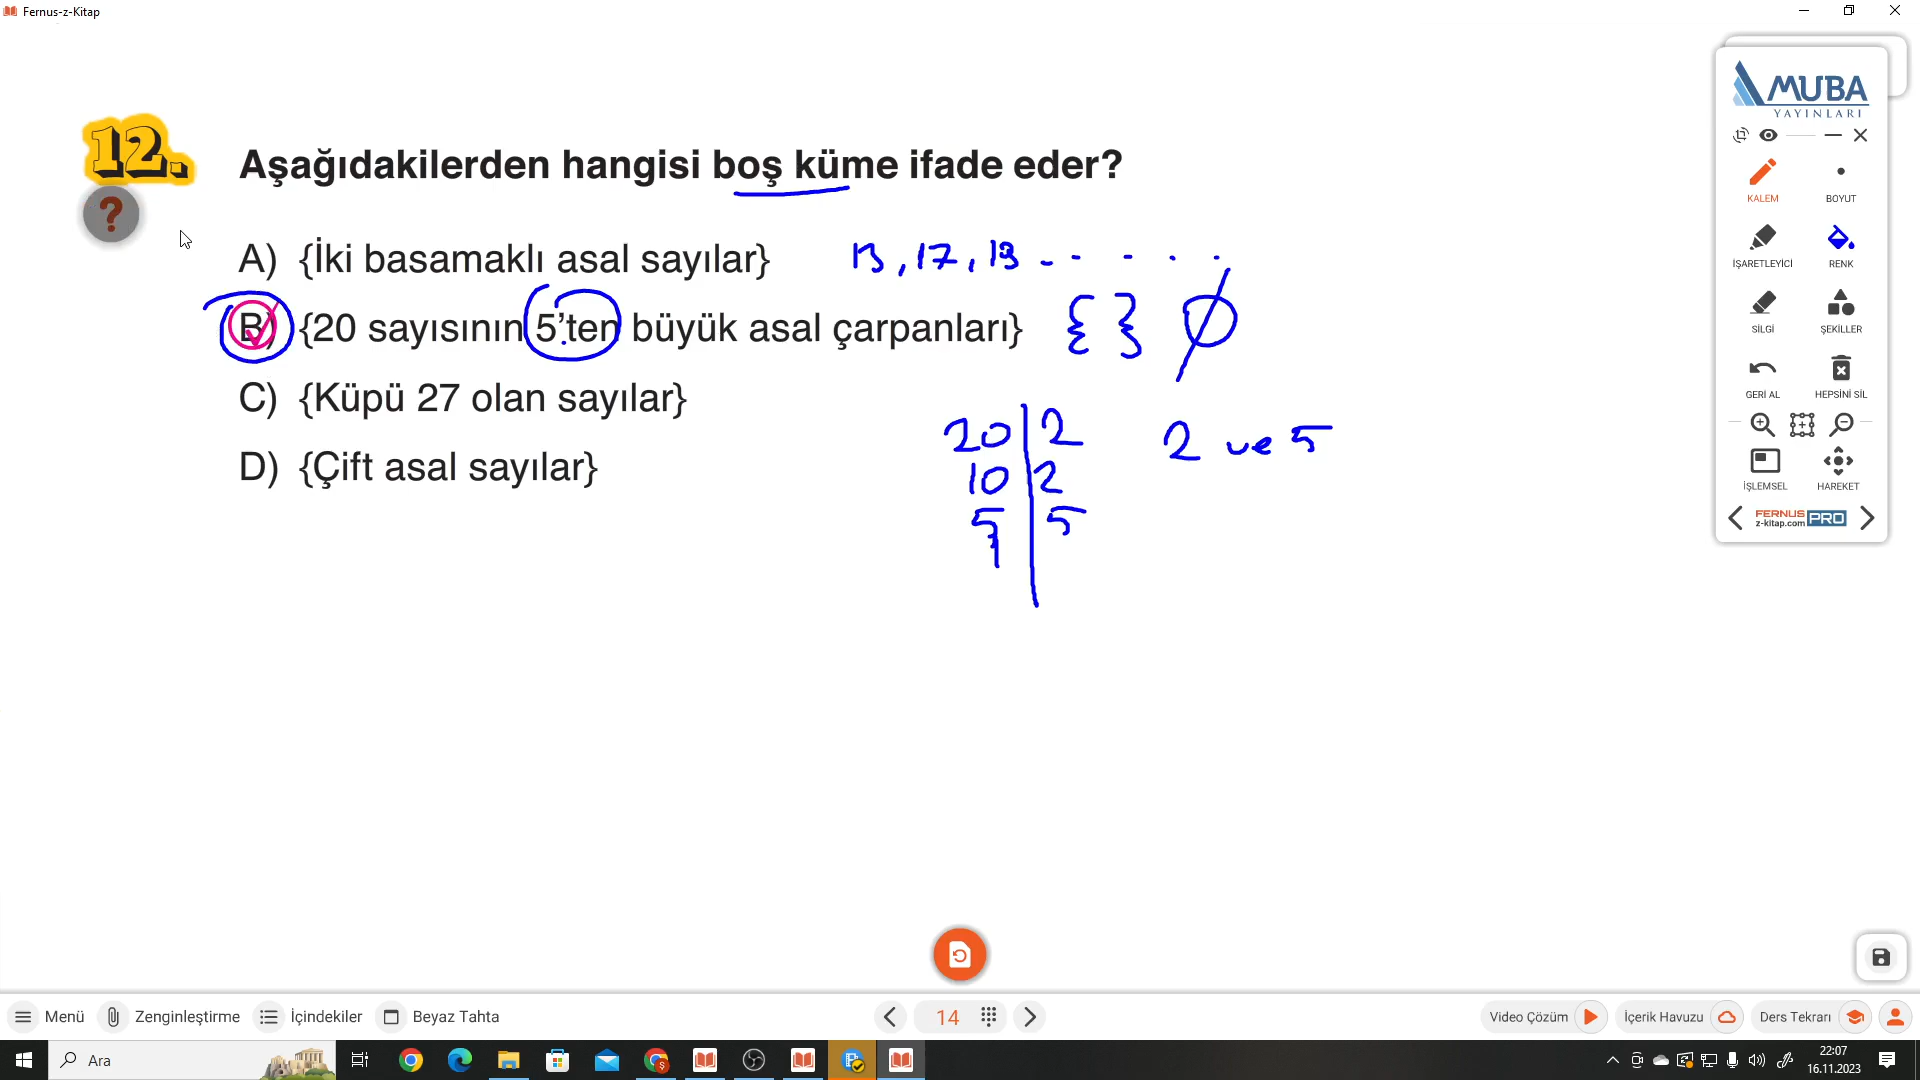 Fernus-z-Kitap
MUBA
YAYINLARI
12.
Aşağıdakilerden hangisi boş küme ifade eder?
?
KALEM
BOYUT
A) {İki basamaklı asal sayılar} 13, 17, 19 - . . . . .
İŞARETLEYİCİ
RENK
B) {20 sayısının 5'ten büyük asal çarpanları} { } Ø
SİLGİ
ŞEKİLLER
C) {Küpü 27 olan sayılar}
GERİ AL
HEPSİNİ SİL
20 | 2 2 ve 5
D) {Çift asal sayılar}
10 | 2
İŞLEMSEL
HAREKET
5 | 5
FERNUS
z-kitap.com PRO
Menü
Zenginleştirme
İçindekiler
Beyaz Tahta
14
Video Çözüm
İçerik Havuzu
Ders Tekrarı
Ara
22:07
16.11.2023